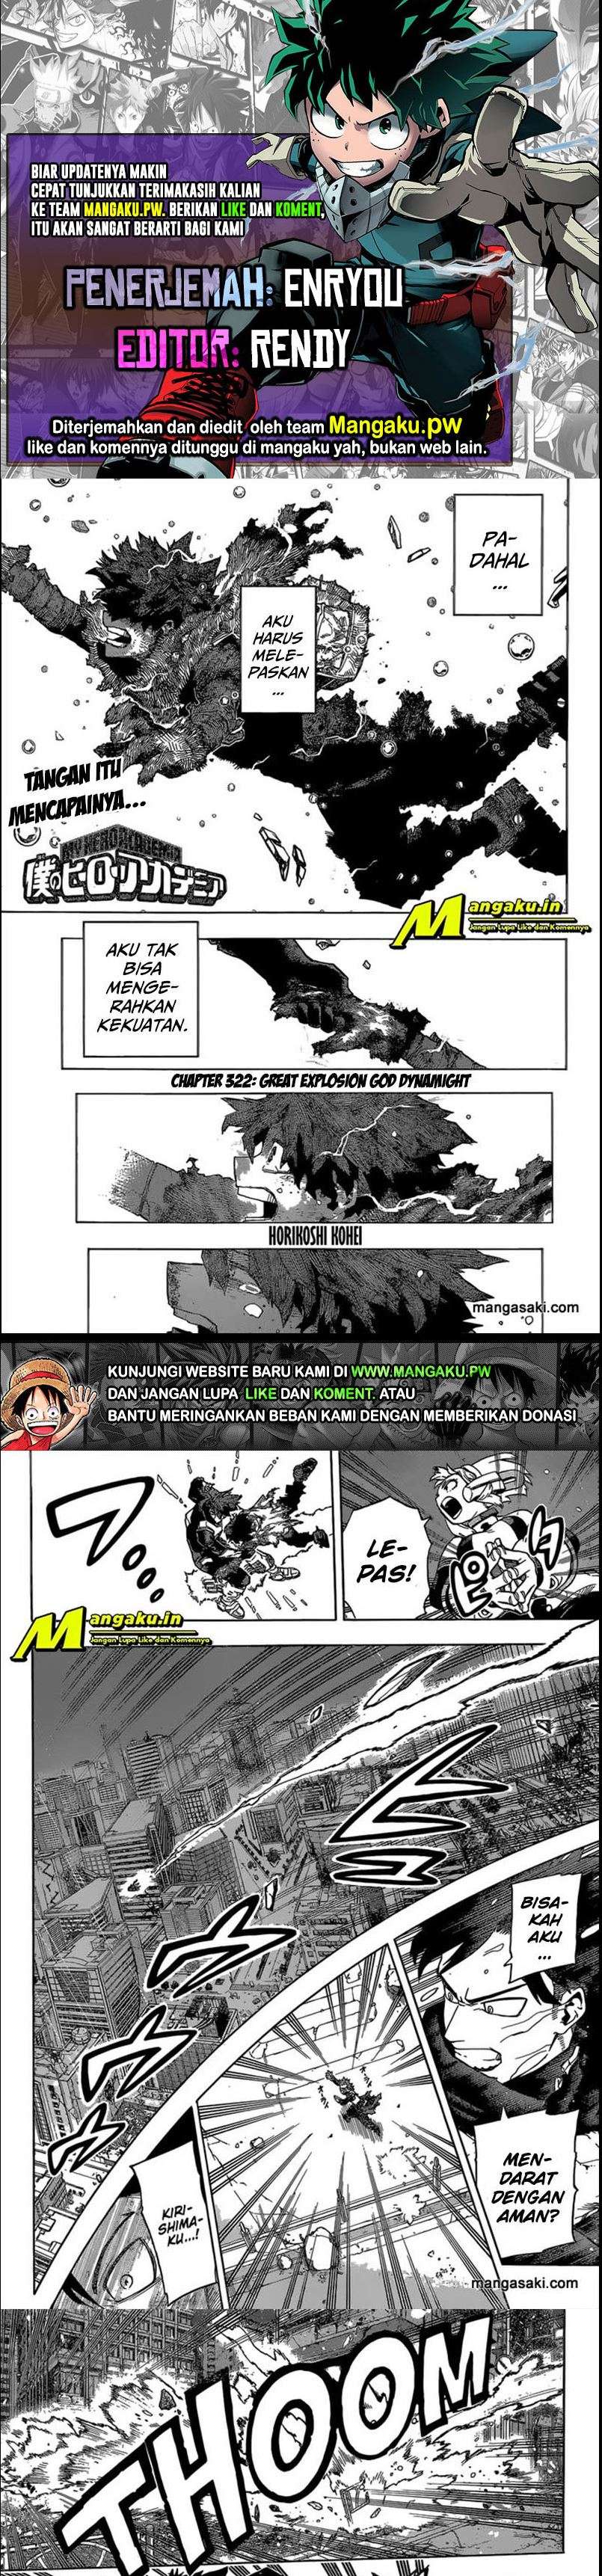 BIAR UPDATENYA MAKIN
CEPAT TUNJUKKAN TERIMAKASIH KALIAN
KE TEAM MANGAKU.PW. BERIKAN LIKE DAN KOMENT,
ITU AKAN SANGAT BERARTI BAGI KAMI
PENERJEMAH: ENRYOU
EDITOR: RENDY
Diterjemahkan dan diedit oleh team Mangaku.pw
like dan komennya ditunggu di mangaku yah, bukan web lain.
PA-
DAHAL
...
AKU
HARUS
MELE-
PASKAN
...
TANGAN ITU
MENCAPAINYA...
MY HERO ACADEMIA
僕のヒーローアカデミア
Mangaku.in
Jangan Lupa Like dan Komennya
AKU TAK
BISA
MENGE-
RAHKAN
KEKUATAN.
CHAPTER 322: GREAT EXPLOSION GOD DYNAMIGHT
HORIKOSHI KOHEI
mangasaki.com
KUNJUNGI WEBSITE BARU KAMI DI WWW.MANGAKU.PW
DAN JANGAN LUPA LIKE DAN KOMENT. ATAU
BANTU MERINGANKAN BEBAN KAMI DENGAN MEMBERIKAN DONASI
LE-
PAS!
Mangaku.in
Jangan Lupa Like dan Komennya
BISA-
KAH
AKU
...
MEN-
DARAT
DENGAN
AMAN?
KIRI-
SHIMA-
KU...!
mangasaki.com
THOOM